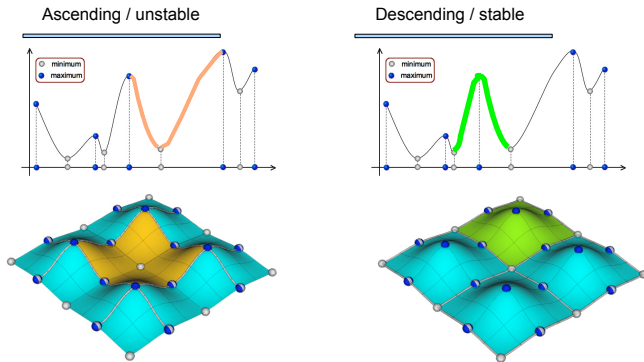 Ascending / unstable
minimum
maximum
Descending / stable
minimum
maximum